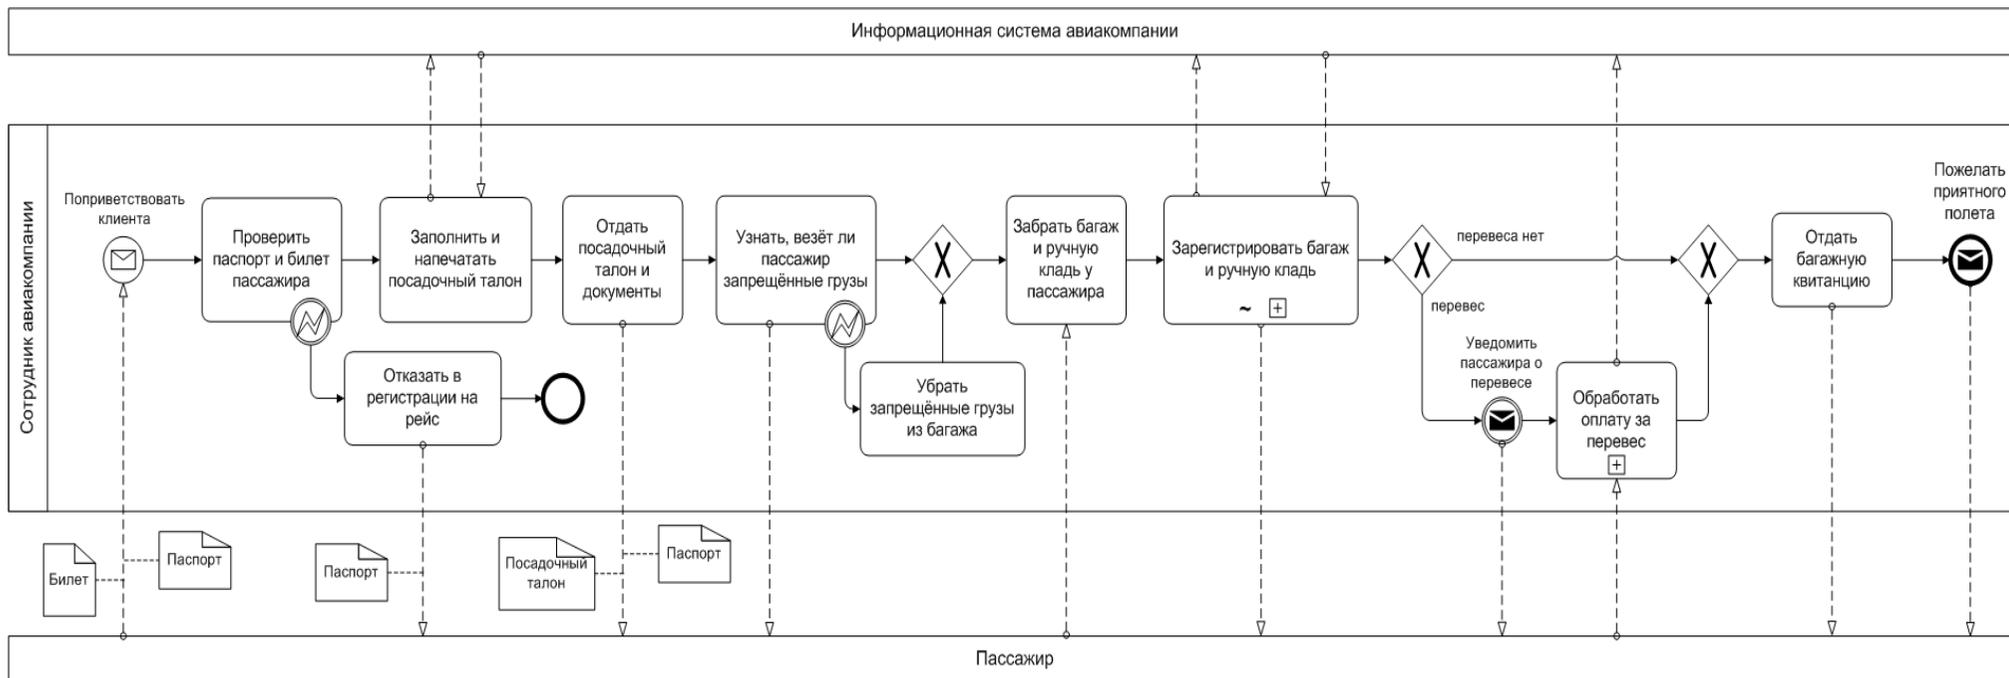 Информационная система авиакомпании
Сотрудник авиакомпании
Поприветствовать
клиента
Проверить
паспорт и билет
пассажира
Заполнить и
напечатать
посадочный талон
Отдать
посадочный
талон и
документы
Узнать, везёт ли
пассажир
запрещённые грузы
Забрать багаж
и ручную
кладь у
пассажира
Зарегистрировать багаж
и ручную кладь
перевеса нет
перевес
Отдать
багажную
квитанцию
Пожелать
приятного
полета
Отказать в
регистрации на
рейс
Убрать
запрещённые грузы
из багажа
Уведомить
пассажира о
перевесе
Обработать
оплату за
перевес
Билет
Паспорт
Паспорт
Посадочный
талон
Паспорт
Пассажир